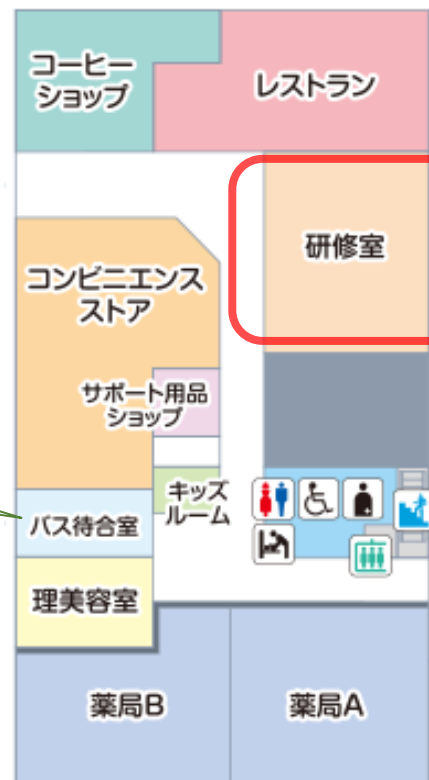 コーヒー
ショップ
レストラン
研修室
コンビニエンス
ストア
サポート用品
ショップ
キッズ
ルーム
バス待合室
理美容室
薬局B
薬局A